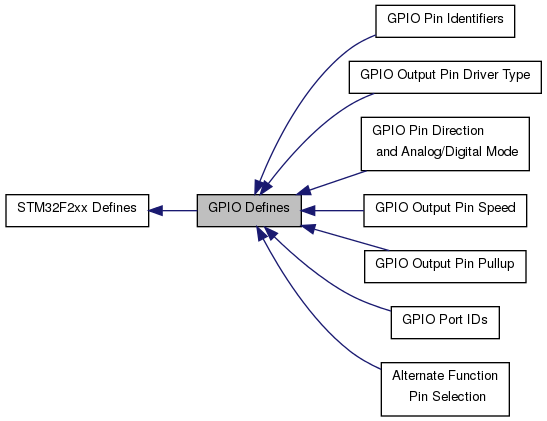 GPIO Pin Identifiers
GPIO Output Pin Driver Type
GPIO Pin Direction
and Analog/Digital Mode
STM32F2xx Defines
GPIO Defines
GPIO Output Pin Speed
GPIO Output Pin Pullup
GPIO Port IDs
Alternate Function
Pin Selection